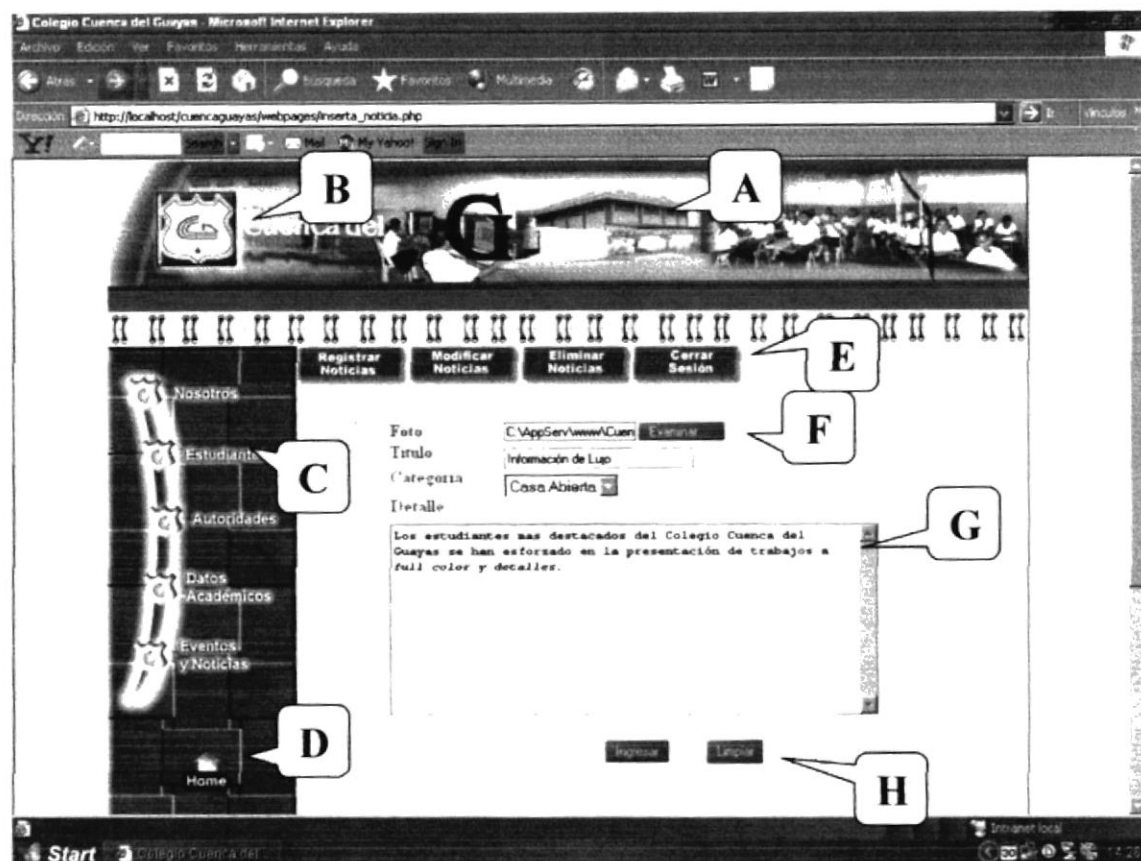 Colegio Cuenca del Guayas - Microsoft Internet Explorer
Archivo Edición Ver Favoritos Herramientas Ayuda
Atrás Búsqueda Favoritos Multimedia
Dirección http://localhost/cuencaguayas/webpages/inserta_noticia.php Ir Vínculos
Y! Search Mail My Yahoo! Sign In
B
A
Cuenca del
G
Registrar Noticias
Modificar Noticias
Eliminar Noticias
Cerrar Sesión
E
Nosotros
Estudiant
C
Autoridades
Datos
Académicos
Eventos
y Noticias
D
Home
Foto C:\AppServ\www\Cuen Examinar
F
Titulo Información de Lujo
Categoria Casa Abierta
Detalle
Los estudiantes mas destacados del Colegio Cuenca del
Guayas se han esforzado en la presentación de trabajos a
full color y detalles.
G
Ingresar Limpiar
H
Intranet local
Start Colegio Cuenca del